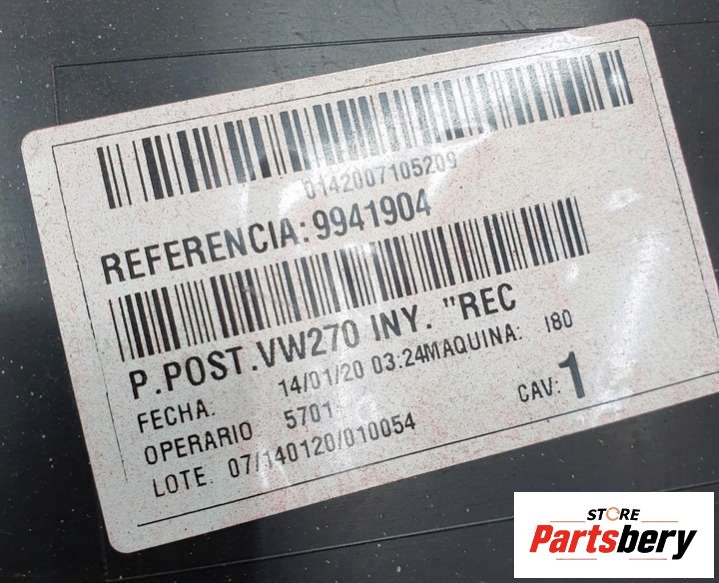 0142007105209
REFERENCIA: 9941904
P.POST.VW270 INY. "REC
FECHA. 14/01/20 03:24MAQUINA: I80
OPERARIO 5701
LOTE. 07/140120/010054
CAV: 1
STORE
Partsbery